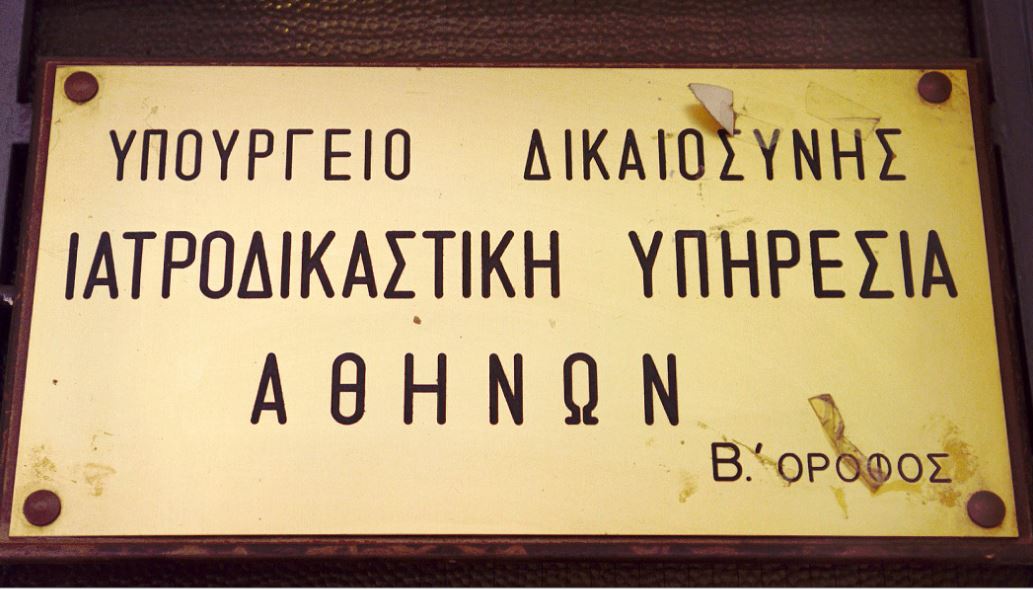 ΥΠΟΥΡΓΕΙΟ ΔΙΚΑΙΟΣΥΝΗΣ
ΙΑΤΡΟΔΙΚΑΣΤΙΚΗ ΥΠΗΡΕΣΙΑ
ΑΘΗΝΩΝ
Β.΄ ΟΡΟΦΟΣ